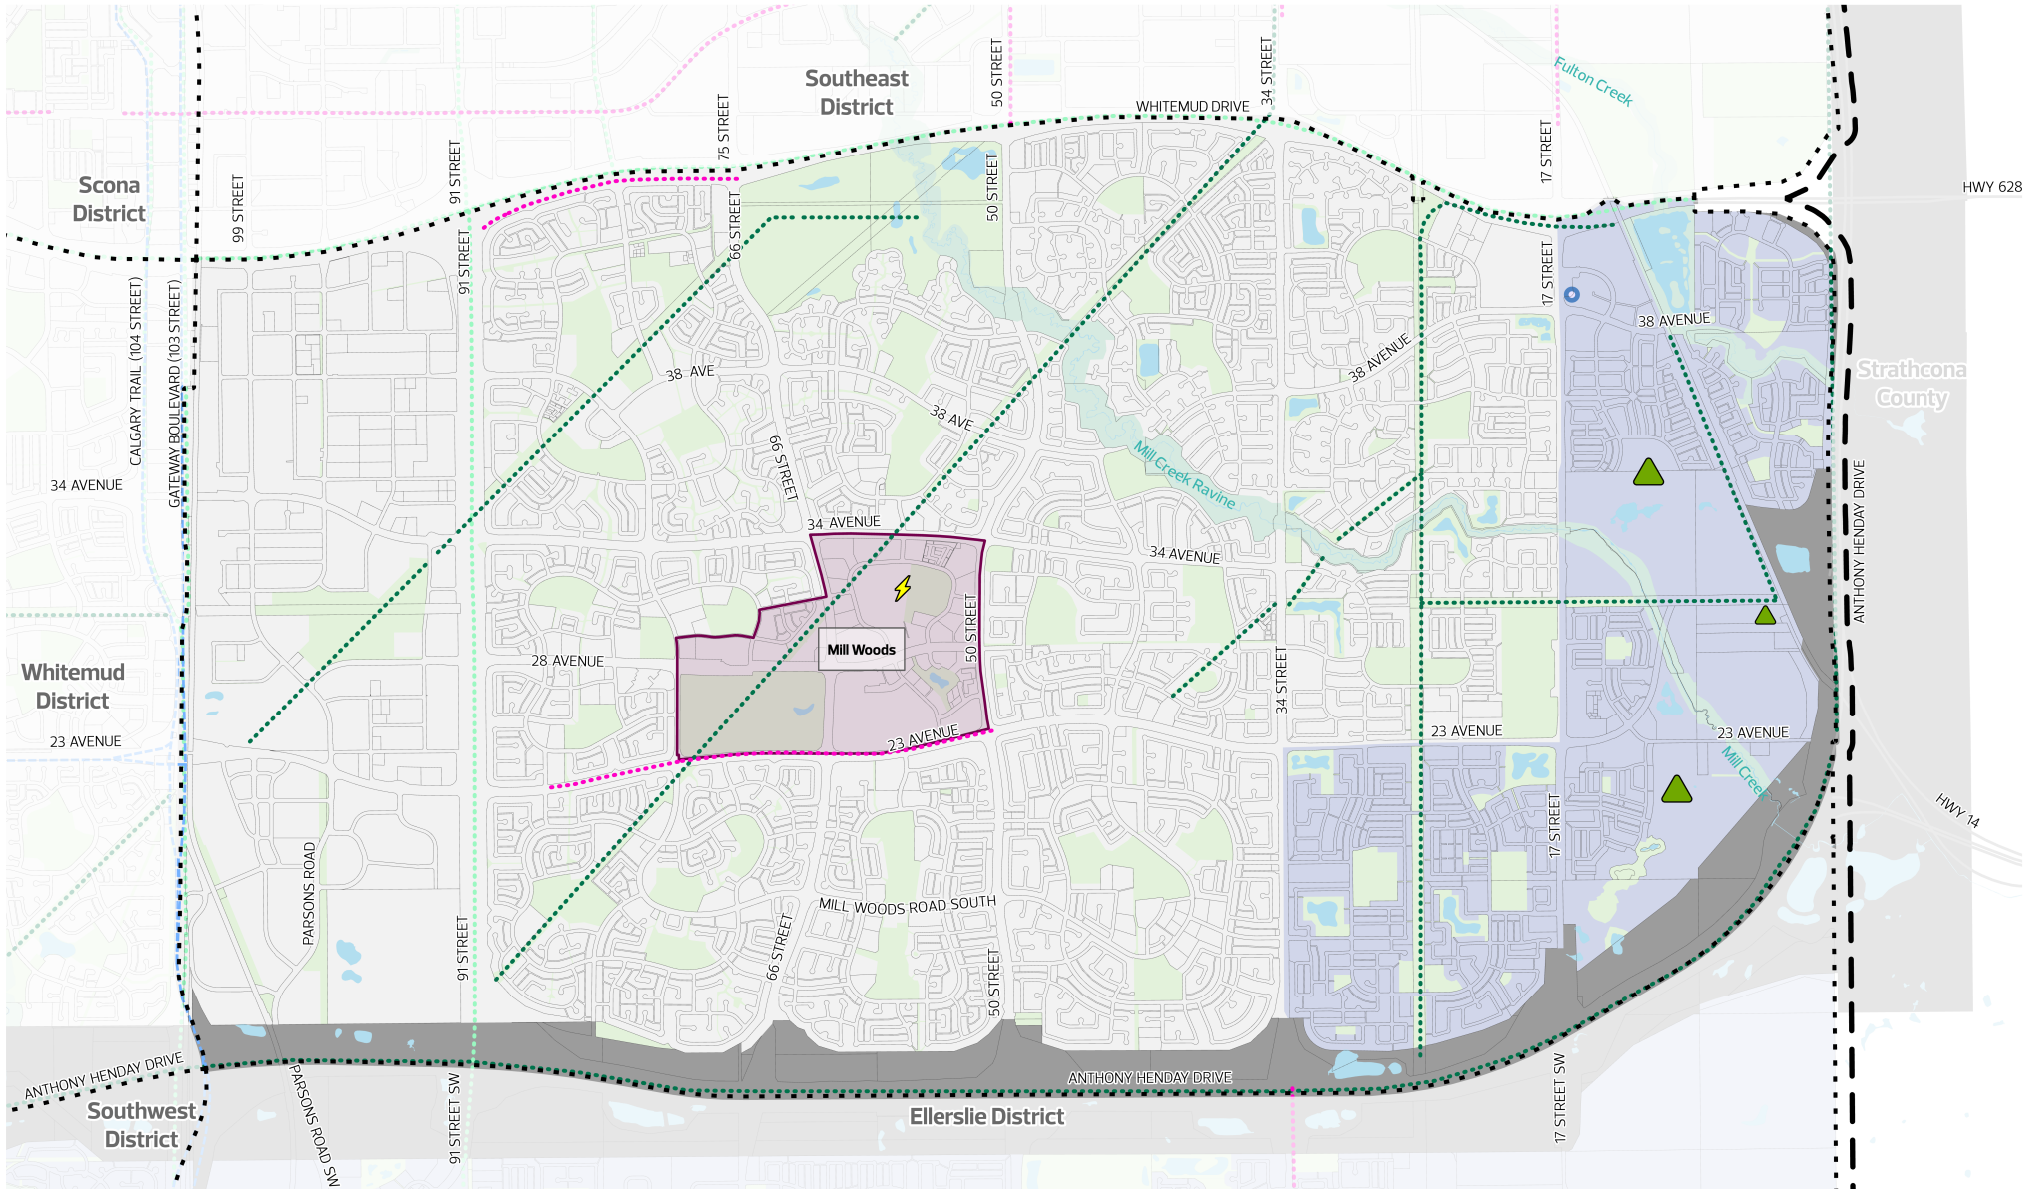 Southeast
District
50 STREET
34 STREET
Fulton Creek
WHITEMUD DRIVE
75 STREET
91 STREET
17 STREET
Scona
District
99 STREET
66 STREET
50 STREET
HWY 628
91 STREET
17 STREET
CALGARY TRAIL (104 STREET)
GATEWAY BOULEVARD (103 STREET)
38 AVENUE
38 AVENUE
38 AVE
Strathcona
County
38 AVE
66 STREET
Mill Creek Ravine
34 AVENUE
34 AVENUE
34 AVENUE
ANTHONY HENDAY DRIVE
50 STREET
Mill Woods
28 AVENUE
34 STREET
Whitemud
District
23 AVENUE
23 AVENUE
23 AVENUE
23 AVENUE
Mill Creek
HWY 14
17 STREET
PARSONS ROAD
MILL WOODS ROAD SOUTH
91 STREET
66 STREET
50 STREET
ANTHONY HENDAY DRIVE
ANTHONY HENDAY DRIVE
17 STREET SW
91 STREET SW
PARSONS ROAD SW
Southwest
District
Ellerslie District